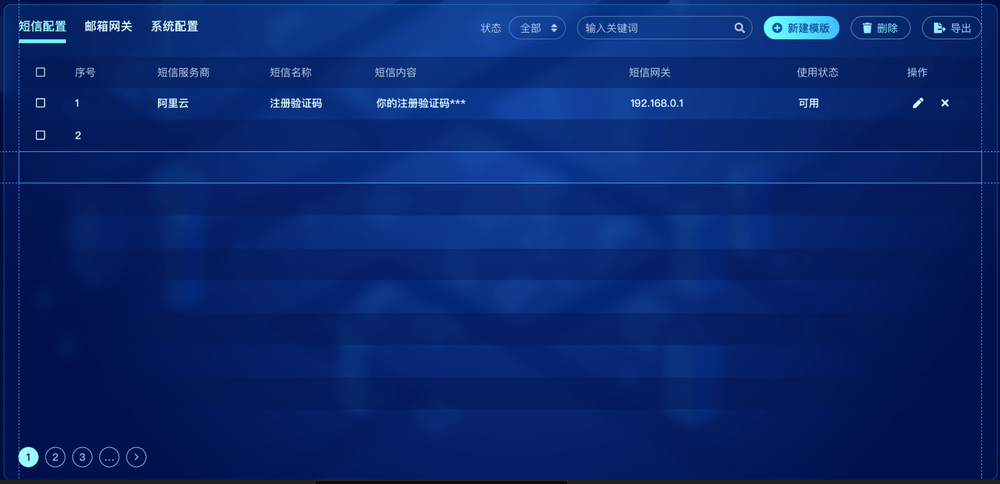 短信配置 邮箱网关 系统配置 状态 全部 输入关键词 新建模版 删除 导出
序号 短信服务商 短信名称 短信内容 短信网关 使用状态 操作
1 阿里云 注册验证码 你的注册验证码*** 192.168.0.1 可用
2
1 2 3 ...